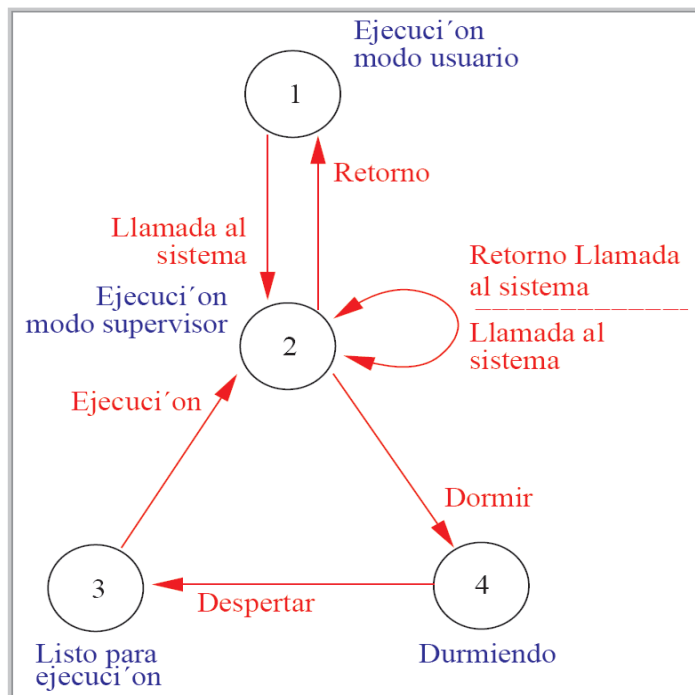 Ejecuci´on
modo usuario
1
Retorno
Llamada al
sistema
Retorno Llamada
al sistema
Llamada al
sistema
Ejecuci´on
modo supervisor
2
Ejecuci´on
Dormir
3
4
Despertar
Listo para
ejecuci´on
Durmiendo